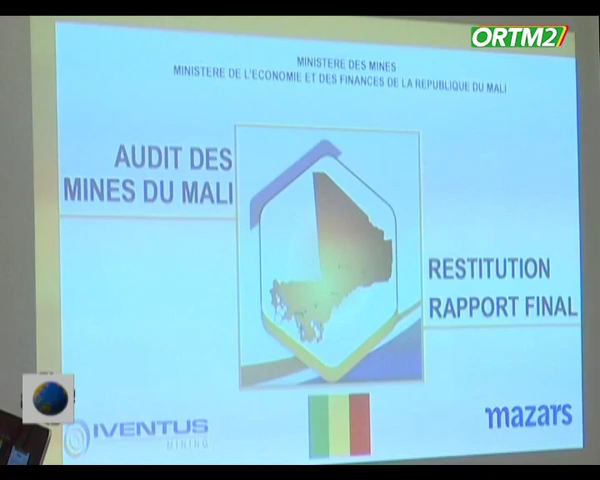 ORTM2
MINISTERE DES MINES
MINISTERE DE L'ECONOMIE ET DES FINANCES DE LA REPUBLIQUE DU MALI
AUDIT DES
MINES DU MALI
RESTITUTION
RAPPORT FINAL
IVENTUS
MINING
mazars